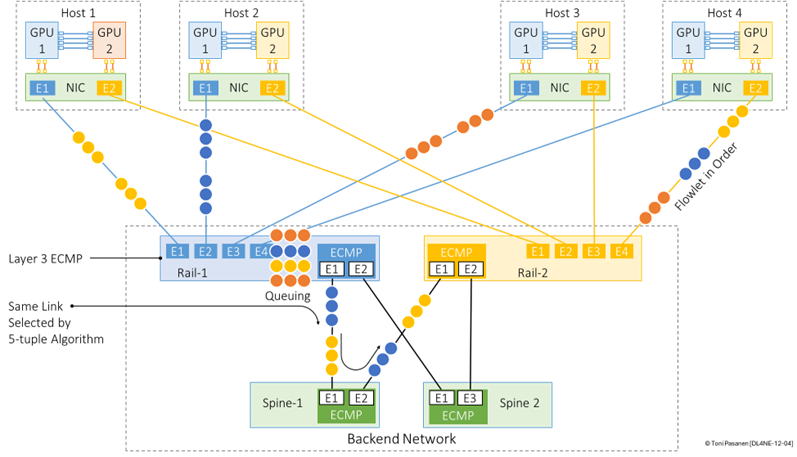 Host 1
Host 2
Host 3
Host 4
GPU
1
GPU
2
GPU
1
GPU
2
GPU
1
GPU
2
GPU
1
GPU
2
E1 NIC E2
E1 NIC E2
E1 NIC E2
E1 NIC E2
Flowlet in Order
Layer 3 ECMP
E1 E2 E3 E4
Rail-1
ECMP
E1 E2
Queuing
ECMP
E1 E2
E1 E2 E3 E4
Rail-2
Same Link
Selected by
5-tuple Algorithm
Spine-1
E1 E2
ECMP
E1 E3
ECMP
Spine 2
Backend Network
© Toni Pasanen [DL4NE-12-04]